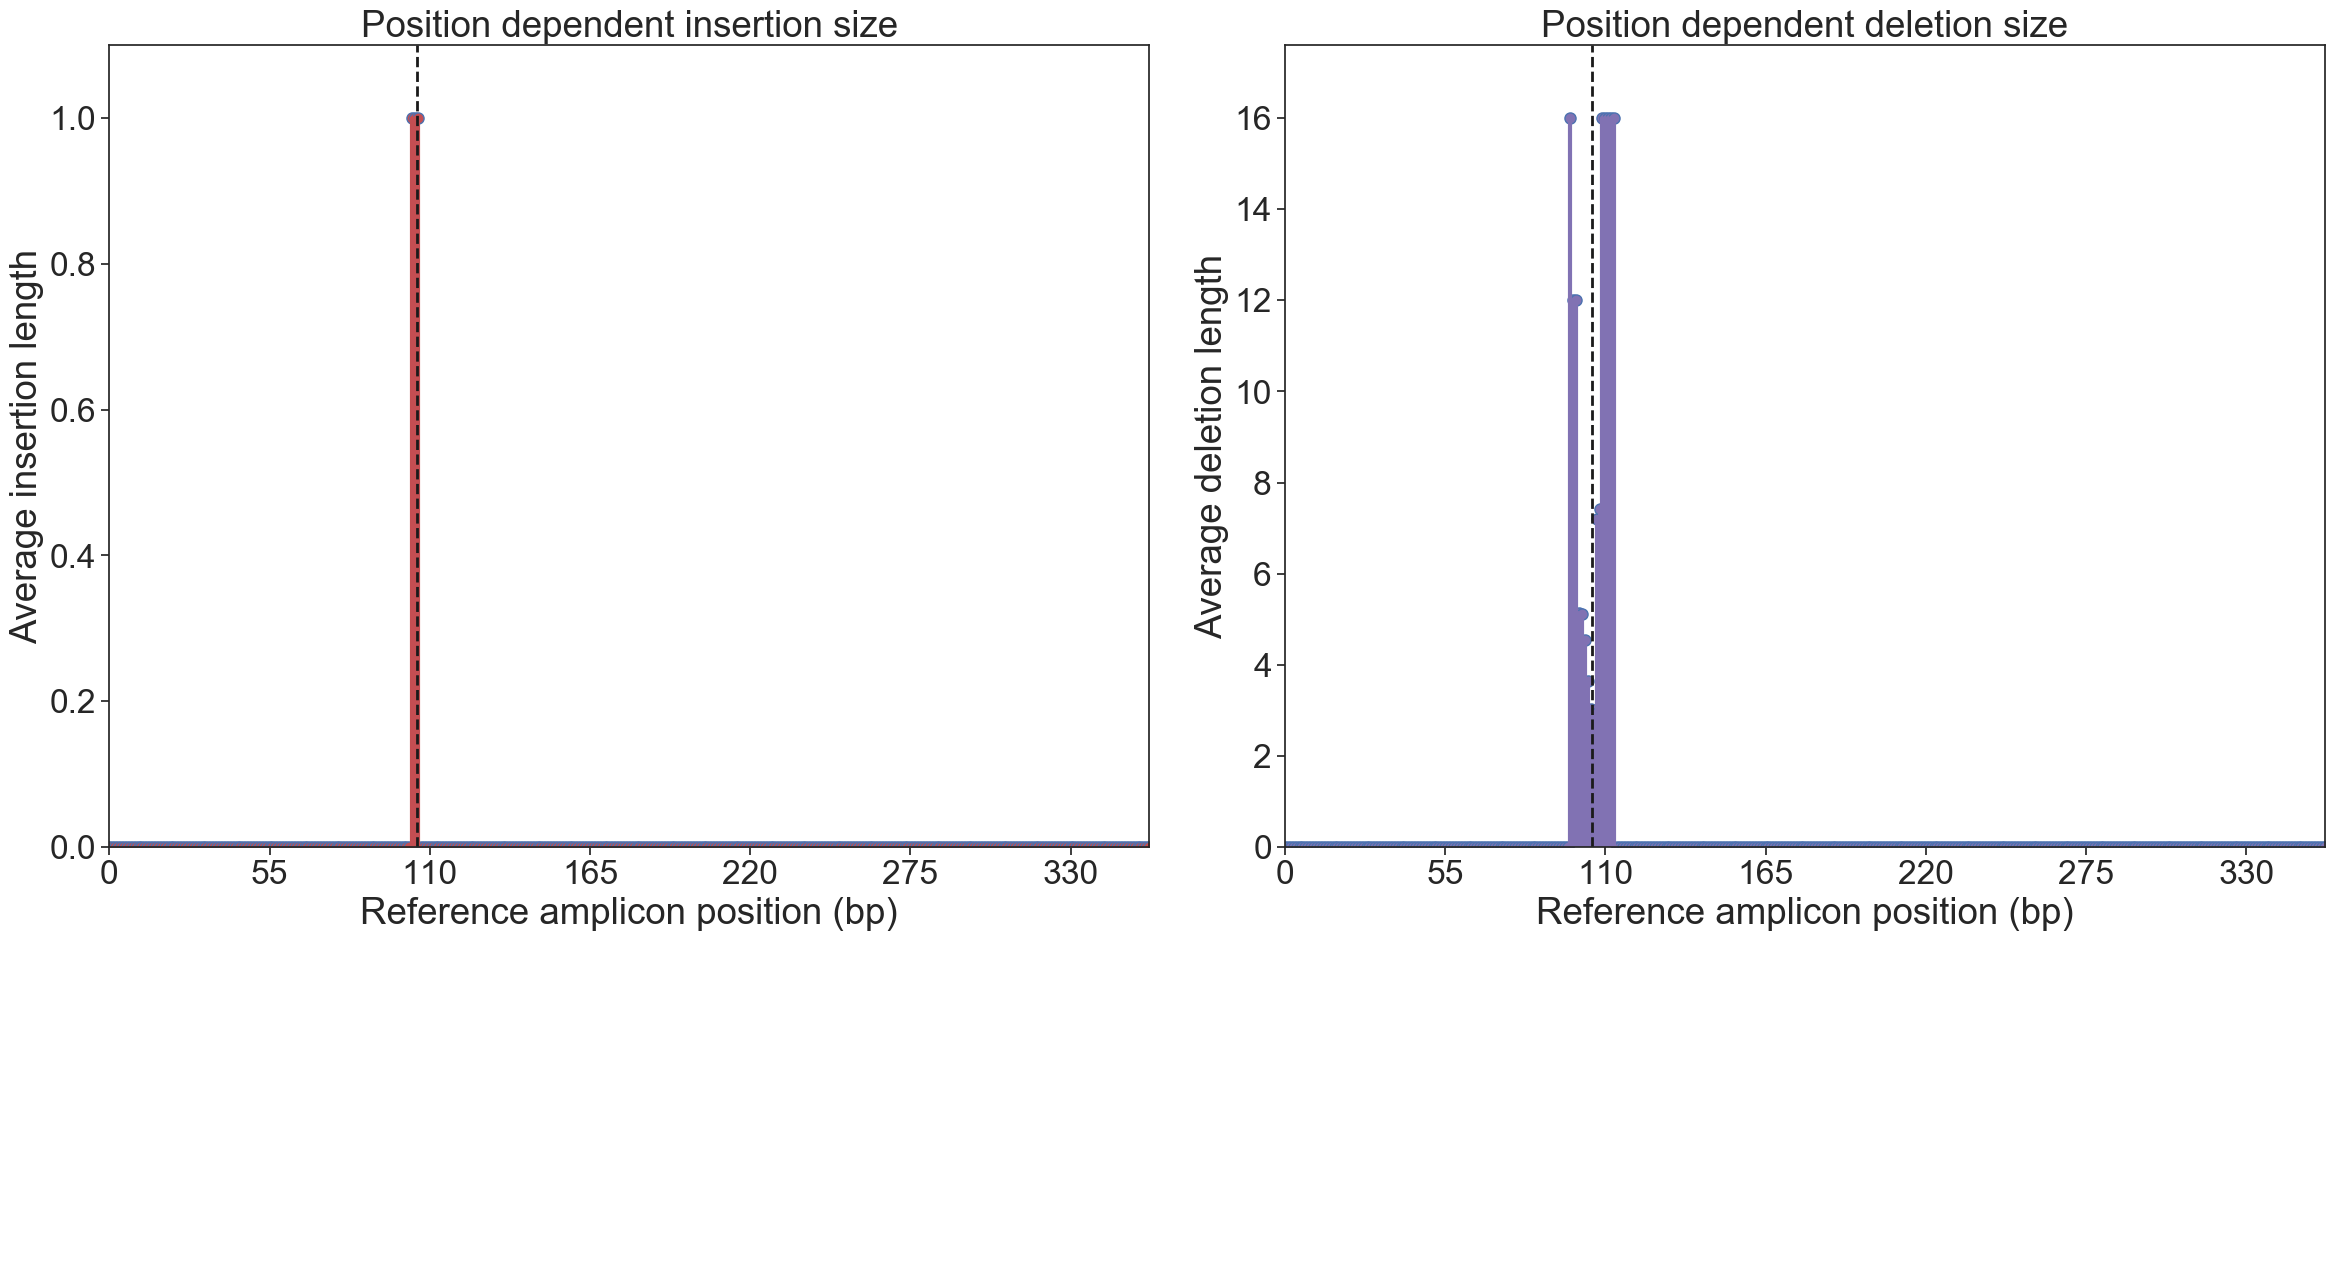 Position dependent insertion size
Average insertion length
1.0
0.8
0.6
0.4
0.2
0.0
0 55 110 165 220 275 330
Reference amplicon position (bp)
Position dependent deletion size
Average deletion length
16
14
12
10
8
6
4
2
0
0 55 110 165 220 275 330
Reference amplicon position (bp)